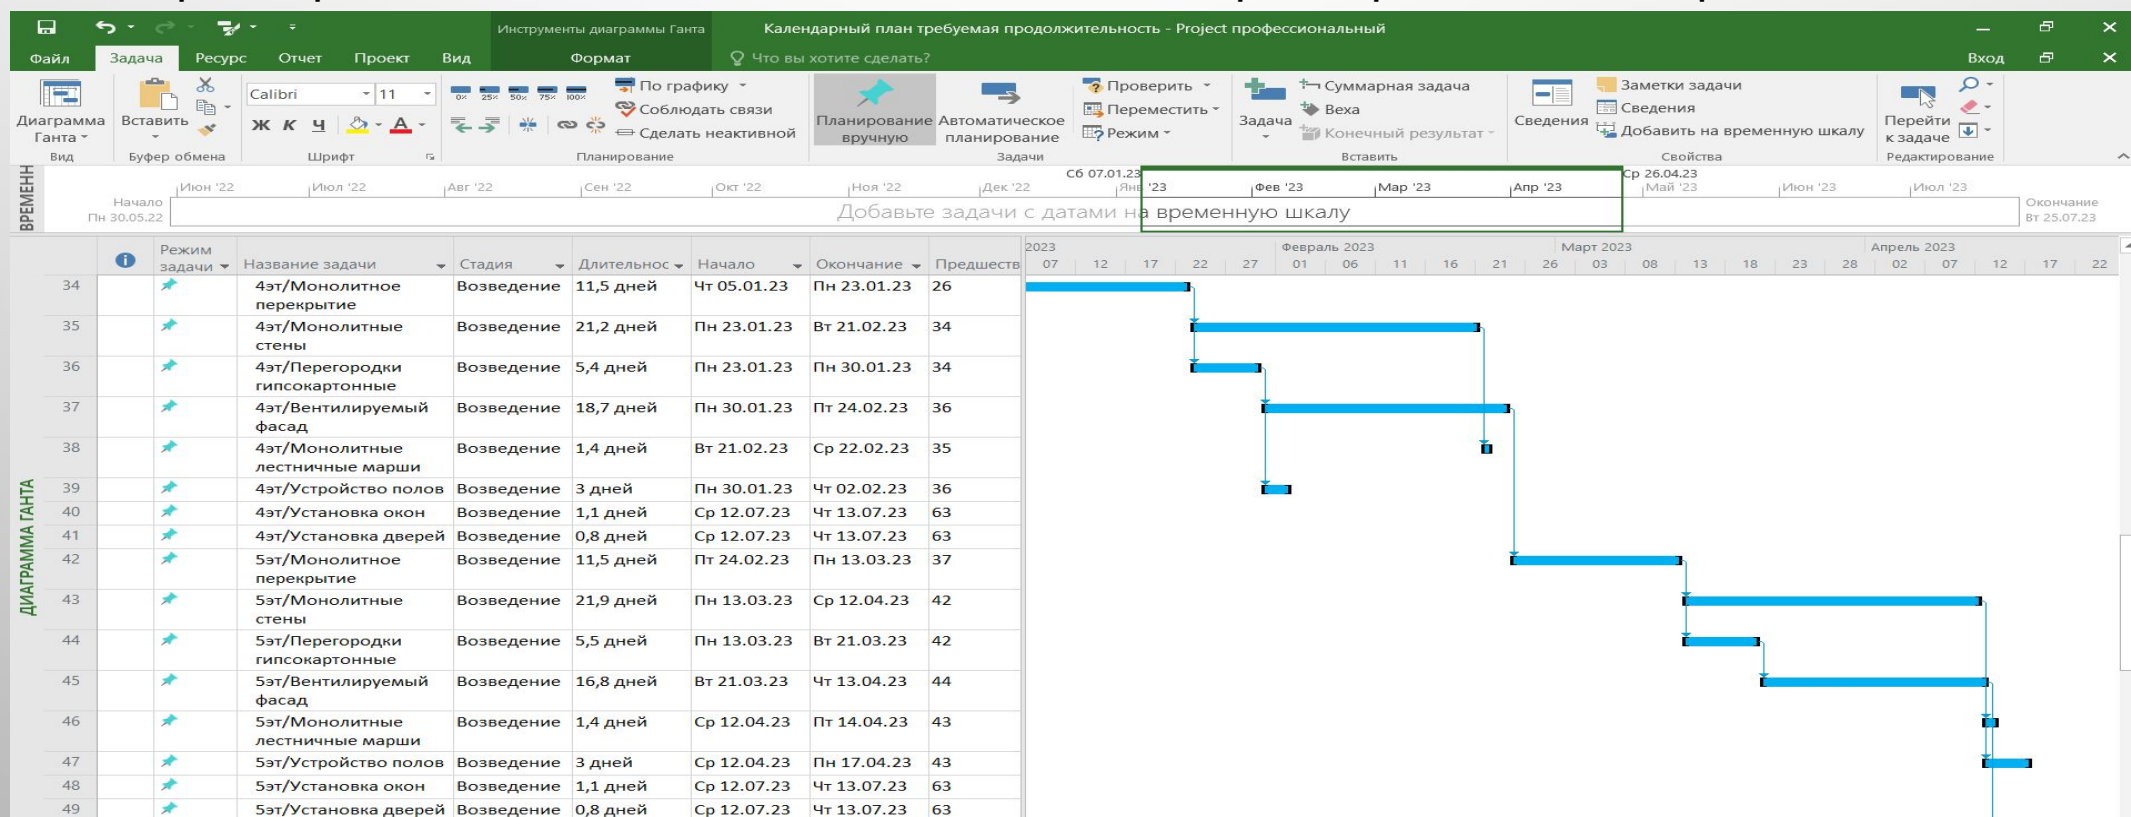 Инструменты диаграммы Ганта
Календарный план требуемая продолжительность - Project профессиональный
Файл Задача Ресурс Отчет Проект Вид Формат Что вы хотите сделать? Вход
Диаграмма Ганта
Вид
Вставить
Буфер обмена
Calibri 11
Ж К Ч А
Шрифт
0× 25× 50× 75× 100×
По графику
Соблюдать связи
Сделать неактивной
Планирование
Планирование вручную
Автоматическое планирование
Проверить
Переместить
Режим
Задачи
Задача
Суммарная задача
Веха
Конечный результат
Вставить
Сведения
Заметки задачи
Сведения
Добавить на временную шкалу
Свойства
Перейти к задаче
Редактирование
ВРЕМЕНН
Сб 07.01.23 Ср 26.04.23
Июн '22 Июл '22 Авг '22 Сен '22 Окт '22 Ноя '22 Дек '22 Янв '23 Фев '23 Мар '23 Апр '23 Май '23 Июн '23 Июл '23
Начало
Пн 30.05.22
Добавьте задачи с датами на временную шкалу
Окончание
Вт 25.07.23
ДИАГРАММА ГАНТА
Режим задачи Название задачи Стадия Длительнос Начало Окончание Предшеств
2023 Февраль 2023 Март 2023 Апрель 2023
07 12 17 22 27 01 06 11 16 21 26 03 08 13 18 23 28 02 07 12 17 22
34 4эт/Монолитное перекрытие Возведение 11,5 дней Чт 05.01.23 Пн 23.01.23 26
35 4эт/Монолитные стены Возведение 21,2 дней Пн 23.01.23 Вт 21.02.23 34
36 4эт/Перегородки гипсокартонные Возведение 5,4 дней Пн 23.01.23 Пн 30.01.23 34
37 4эт/Вентилируемый фасад Возведение 18,7 дней Пн 30.01.23 Пт 24.02.23 36
38 4эт/Монолитные лестничные марши Возведение 1,4 дней Вт 21.02.23 Ср 22.02.23 35
39 4эт/Устройство полов Возведение 3 дней Пн 30.01.23 Чт 02.02.23 36
40 4эт/Установка окон Возведение 1,1 дней Ср 12.07.23 Чт 13.07.23 63
41 4эт/Установка дверей Возведение 0,8 дней Ср 12.07.23 Чт 13.07.23 63
42 5эт/Монолитное перекрытие Возведение 11,5 дней Пт 24.02.23 Пн 13.03.23 37
43 5эт/Монолитные стены Возведение 21,9 дней Пн 13.03.23 Ср 12.04.23 42
44 5эт/Перегородки гипсокартонные Возведение 5,5 дней Пн 13.03.23 Вт 21.03.23 42
45 5эт/Вентилируемый фасад Возведение 16,8 дней Вт 21.03.23 Чт 13.04.23 44
46 5эт/Монолитные лестничные марши Возведение 1,4 дней Ср 12.04.23 Пт 14.04.23 43
47 5эт/Устройство полов Возведение 3 дней Ср 12.04.23 Пн 17.04.23 43
48 5эт/Установка окон Возведение 1,1 дней Ср 12.07.23 Чт 13.07.23 63
49 5эт/Установка дверей Возведение 0,8 дней Ср 12.07.23 Чт 13.07.23 63